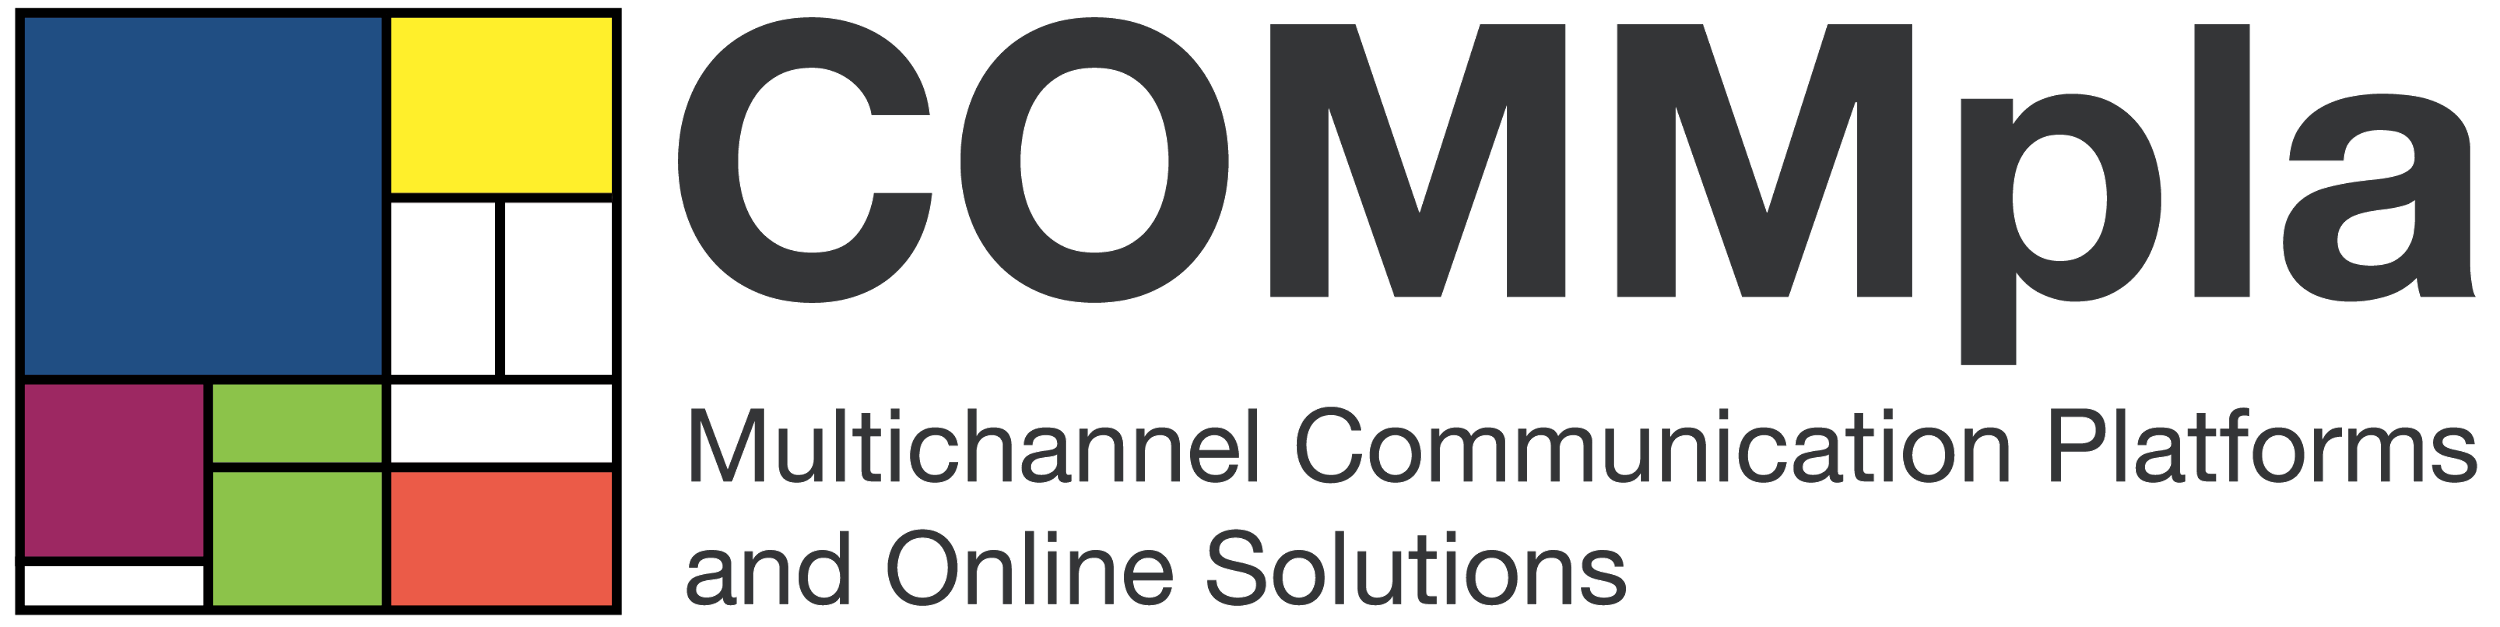 COMMpla
Multichannel Communication Platforms
and Online Solutions